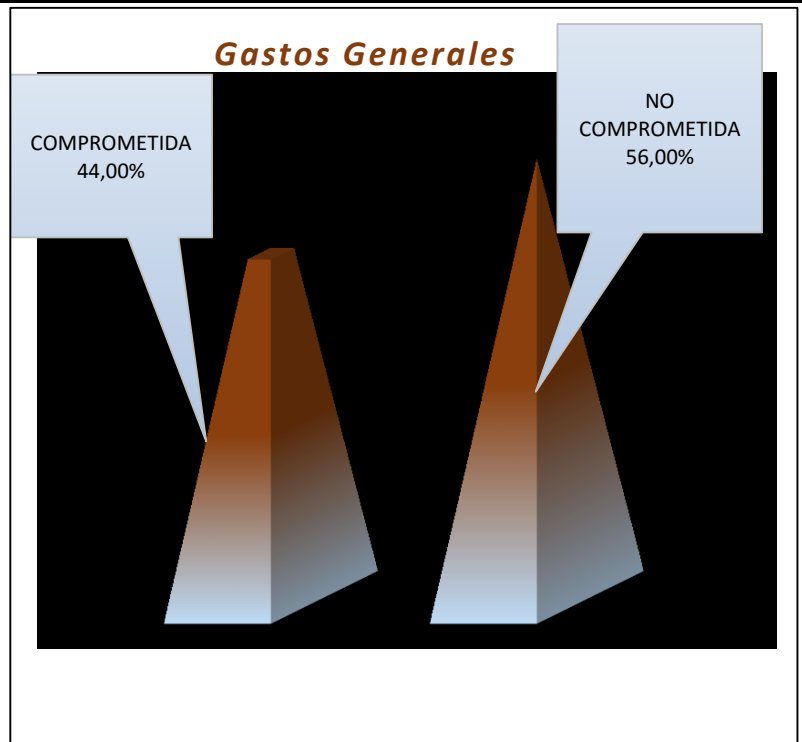 Gastos Generales
COMPROMETIDA
44,00%
NO
COMPROMETIDA
56,00%